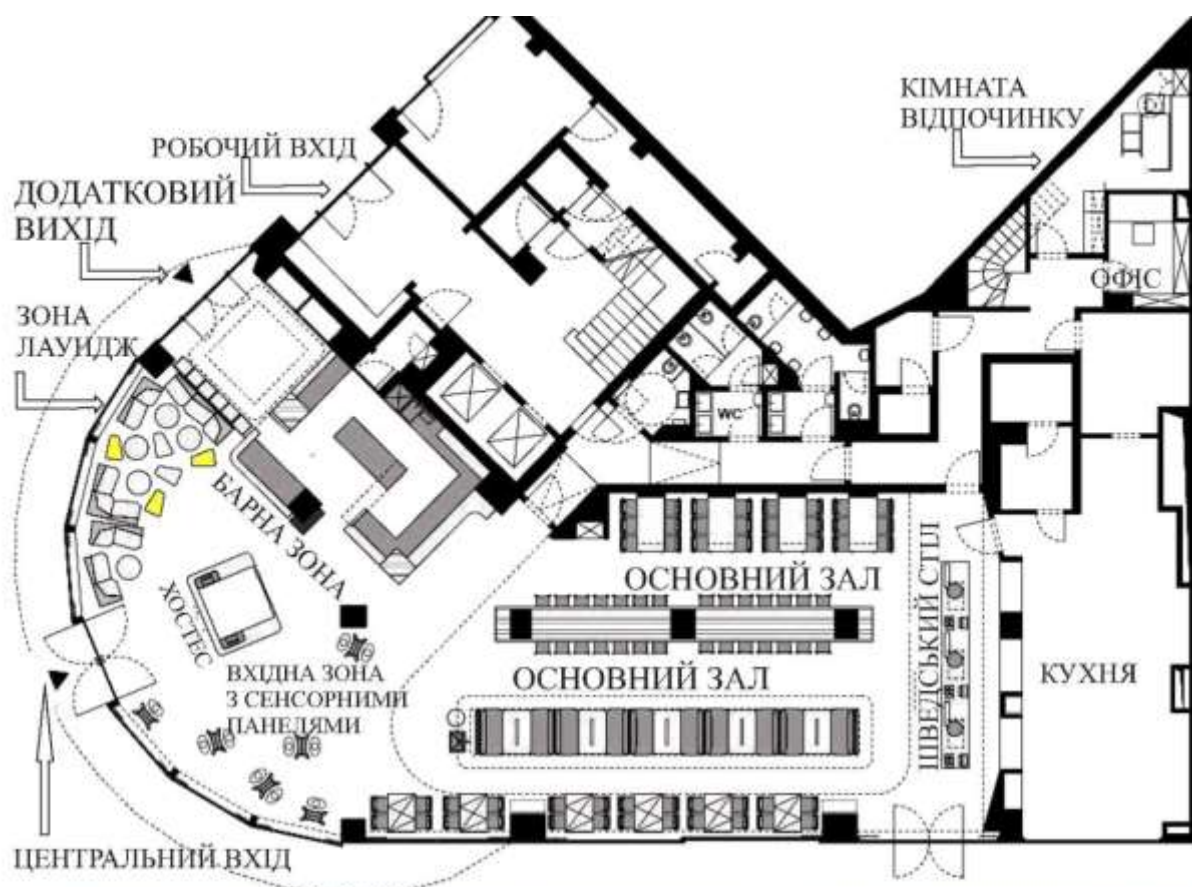 КІМНАТА
ВІДПОЧИНКУ
РОБОЧИЙ ВХІД
ДОДАТКОВИЙ
ВИХІД
ОФІС
ЗОНА
ЛАУНДЖ
WC
БАРНА ЗОНА
ОСНОВНИЙ ЗАЛ
ШВЕДСЬКИЙ СТІЛ
ХОСТЕС
КУХНЯ
ВХІДНА ЗОНА
З СЕНСОРНИМИ
ПАНЕЛЯМИ
ОСНОВНИЙ ЗАЛ
ЦЕНТРАЛЬНИЙ ВХІД